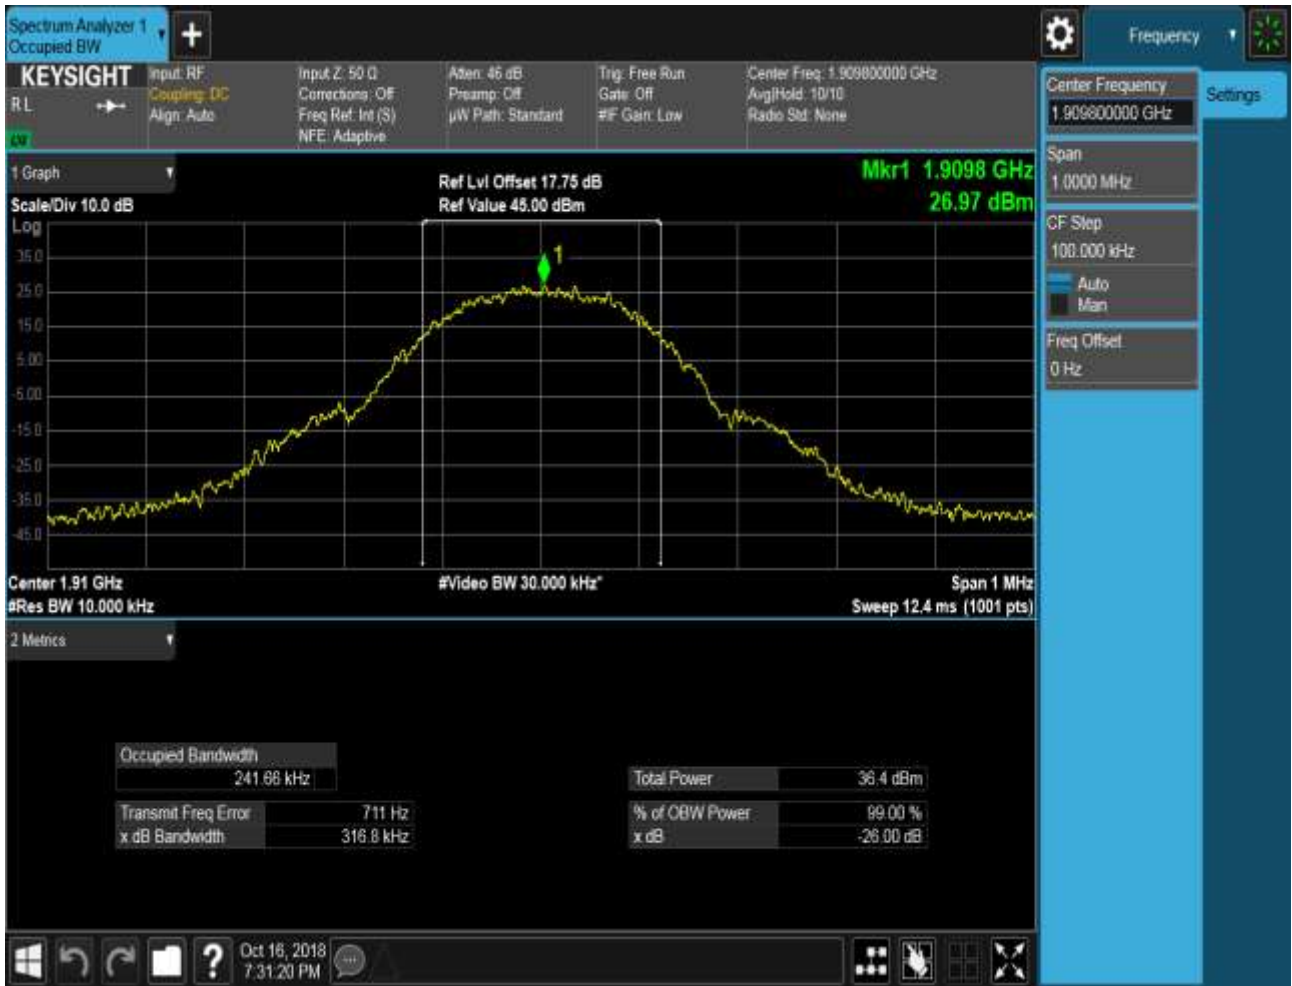 Spectrum Analyzer 1
Occupied BW
Frequency
KEYSIGHT
R L
Input: RF
Coupling: DC
Align: Auto
Input Z: 50 Ω
Corrections: Off
Freq Ref: Int (S)
NFE: Adaptive
Atten: 46 dB
Preamp: Off
µW Path: Standard
Trig: Free Run
Gate: Off
#IF Gain: Low
Center Freq: 1.909800000 GHz
Avg|Hold: 10/10
Radio Std: None
Center Frequency
1.909800000 GHz
Settings
Span
1.0000 MHz
CF Step
100.000 kHz
Auto
Man
Freq Offset
0 Hz
1 Graph
Scale/Div 10.0 dB
Ref Lvl Offset 17.75 dB
Ref Value 45.00 dBm
Mkr1 1.9098 GHz
26.97 dBm
Log
35.0
25.0
15.0
5.00
-5.00
-15.0
-25.0
-35.0
-45.0
1
Center 1.91 GHz
#Res BW 10.000 kHz
#Video BW 30.000 kHz*
Span 1 MHz
Sweep 12.4 ms (1001 pts)
2 Metrics
Occupied Bandwidth
241.66 kHz
Total Power 36.4 dBm
Transmit Freq Error 711 Hz
% of OBW Power 99.00 %
x dB Bandwidth 316.8 kHz
x dB -26.00 dB
?
Oct 16, 2018
7:31:20 PM